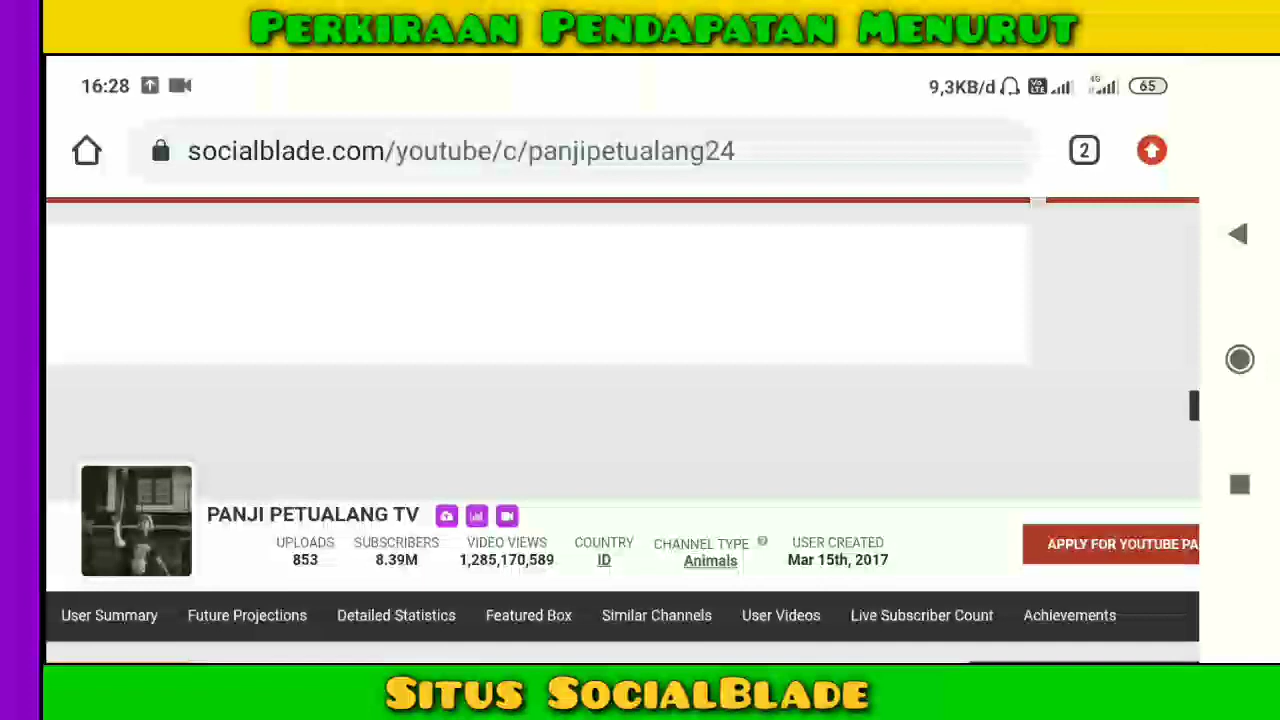 PERKIRAAN PENDAPATAN MENURUT
16:28 9,3KB/d Vo LTE 4G 65
socialblade.com/youtube/c/panjipetualang24 2
PANJI PETUALANG TV
UPLOADS SUBSCRIBERS VIDEO VIEWS COUNTRY CHANNEL TYPE ? USER CREATED
853 8.39M 1,285,170,589 ID Animals Mar 15th, 2017
APPLY FOR YOUTUBE PA
User Summary Future Projections Detailed Statistics Featured Box Similar Channels User Videos Live Subscriber Count Achievements
SITUS SOCIALBLADE